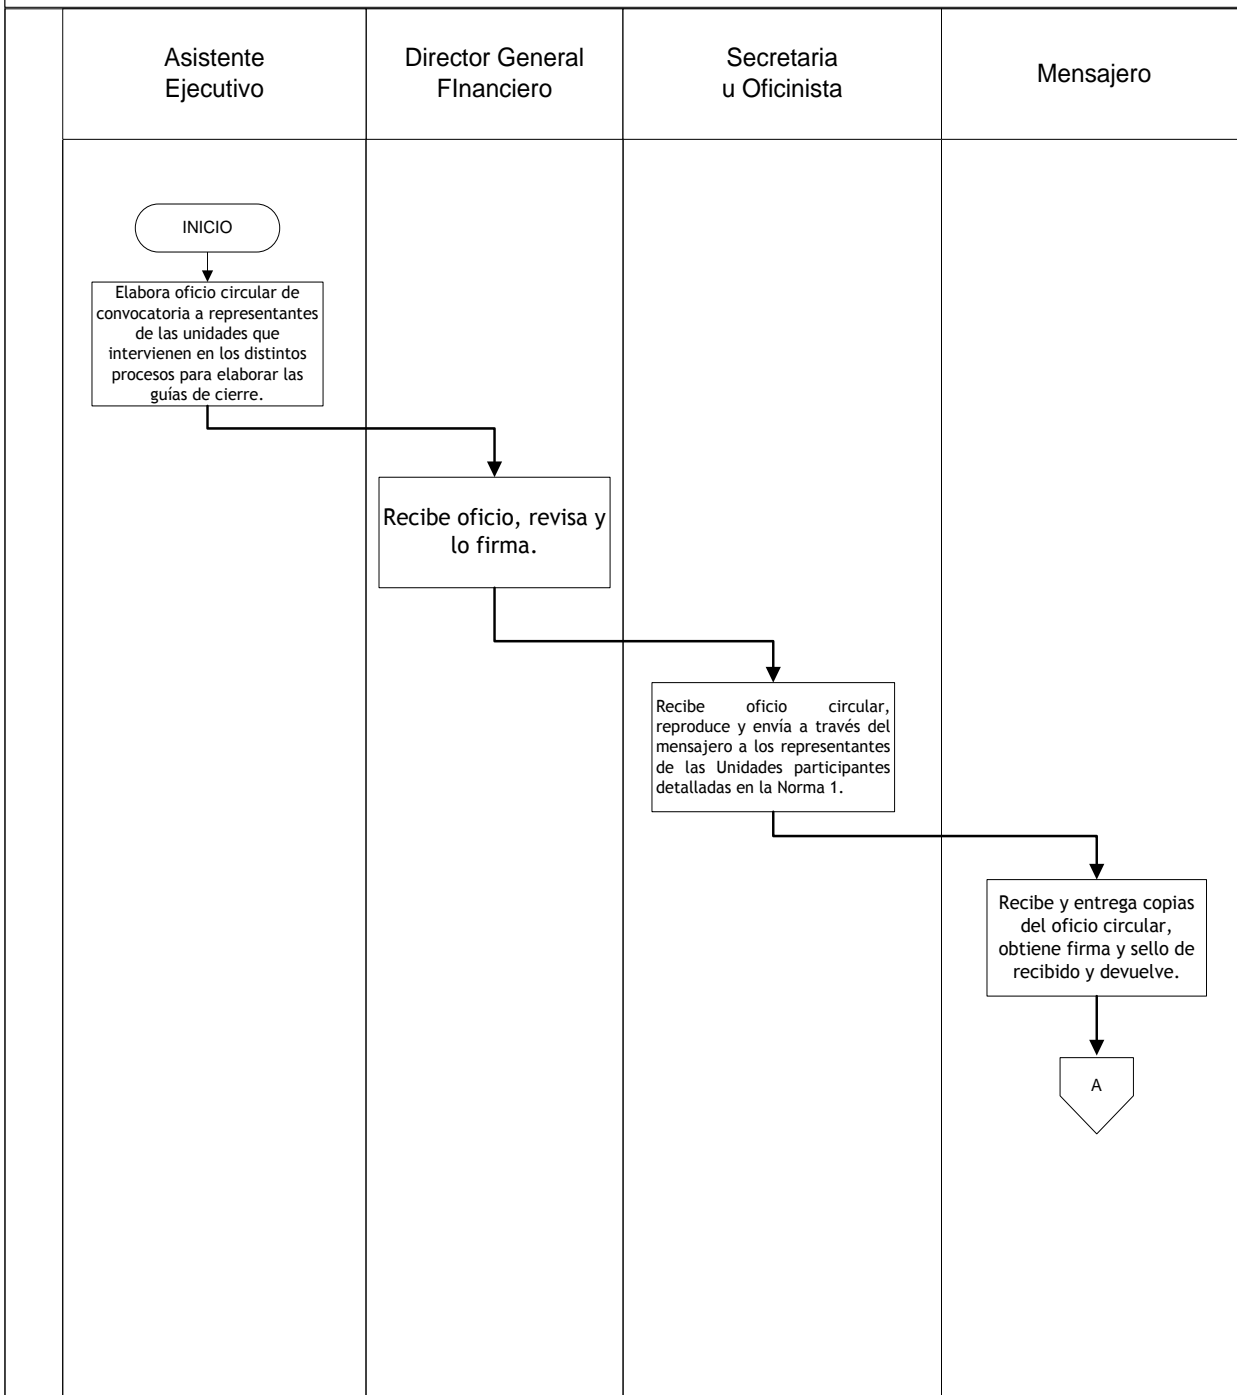 Asistente
Ejecutivo
Director General
FInanciero
Secretaria
u Oficinista
Mensajero
INICIO
Elabora oficio circular de
convocatoria a representantes
de las unidades que
intervienen en los distintos
procesos para elaborar las
guías de cierre.
Recibe oficio, revisa y
lo firma.
Recibe oficio circular,
reproduce y envía a través del
mensajero a los representantes
de las Unidades participantes
detalladas en la Norma 1.
Recibe y entrega copias
del oficio circular,
obtiene firma y sello de
recibido y devuelve.
A